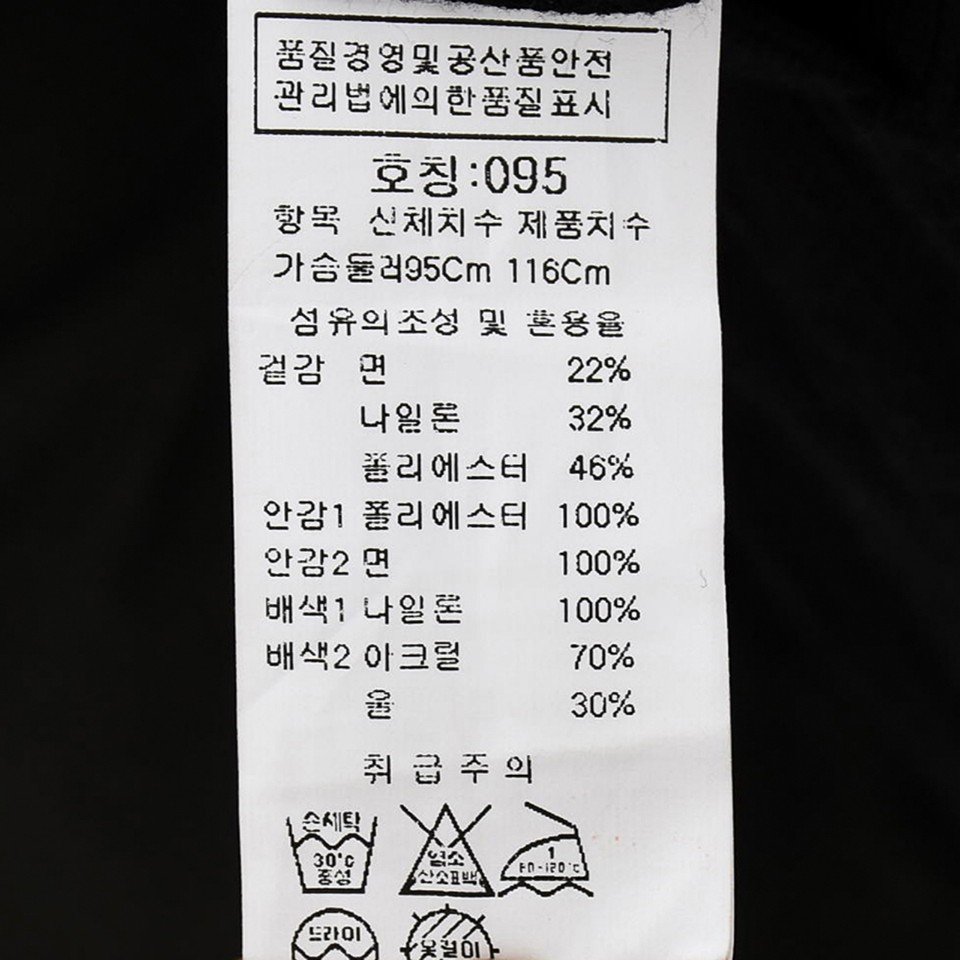 품질경영및공산품안전
관리법에의한품질표시
호칭:095
항목 신체치수 제품치수
가슴둘레95Cm 116Cm
섬유의조성 및 혼용율
겉감 면 22%
나일론 32%
폴리에스터 46%
안감1 폴리에스터 100%
안감2 면 100%
배색1 나일론 100%
배색2 아크릴 70%
울 30%
취급주의
손세탁
30°C
중성
염소
산소표백
1
80-120°C
드라이
옷걸이